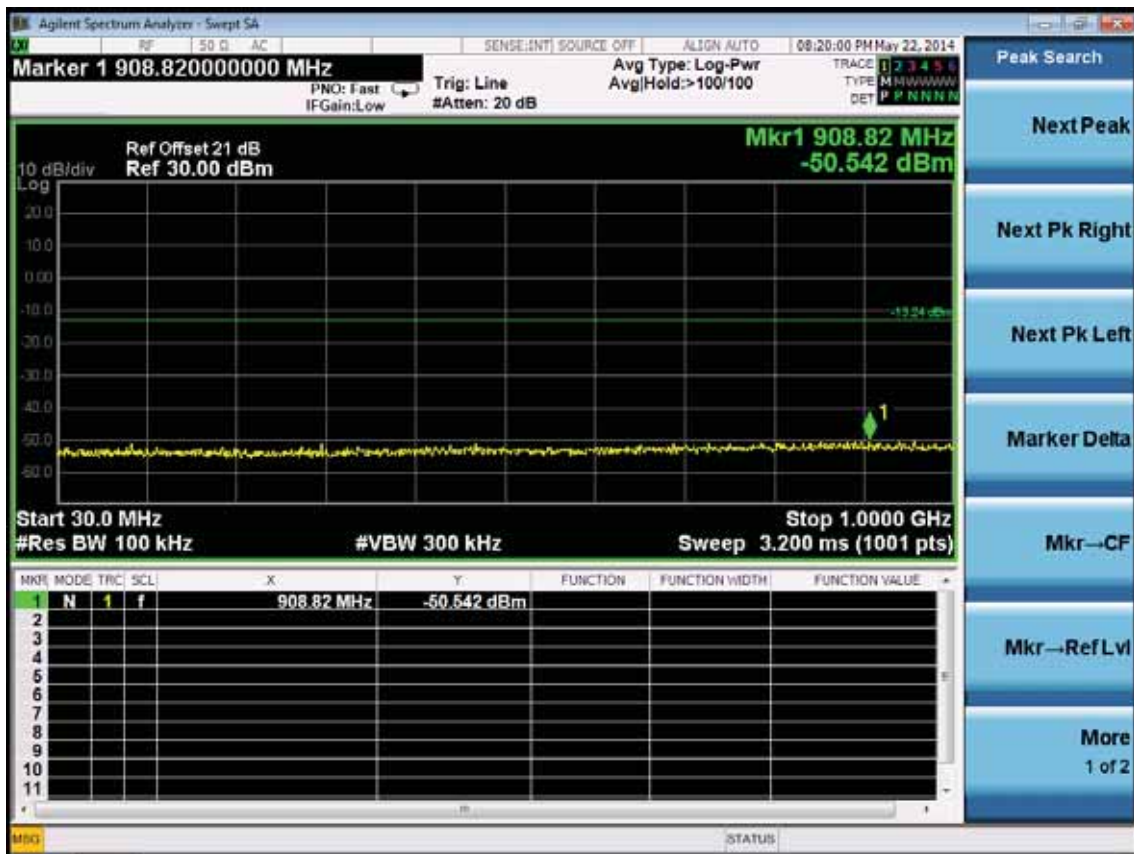 Agilent Spectrum Analyzer - Swept SA
RF 50 Ω AC SENSE:INT SOURCE OFF ALIGN AUTO 08:20:00 PM May 22, 2014
Marker 1 908.820000000 MHz
PNO: Fast
IFGain:Low
Trig: Line
#Atten: 20 dB
Avg Type: Log-Pwr
Avg|Hold:>100/100
TRACE 1 2 3 4 5 6
TYPE M M W W W W
DET P P N N N N
Peak Search
Next Peak
Next Pk Right
Next Pk Left
Marker Delta
Mkr→CF
Mkr→Ref Lvl
More
1 of 2
Mkr1 908.82 MHz
-50.542 dBm
Ref Offset 21 dB
10 dB/div Ref 30.00 dBm
Log
20.0
10.0
0.00
-10.0
-13.24 dBm
-20.0
-30.0
-40.0
1
-50.0
-60.0
Start 30.0 MHz Stop 1.0000 GHz
#Res BW 100 kHz #VBW 300 kHz Sweep 3.200 ms (1001 pts)
MKR MODE TRC SCL X Y FUNCTION FUNCTION WIDTH FUNCTION VALUE
1 N 1 f 908.82 MHz -50.542 dBm
2
3
4
5
6
7
8
9
10
11
MSG STATUS